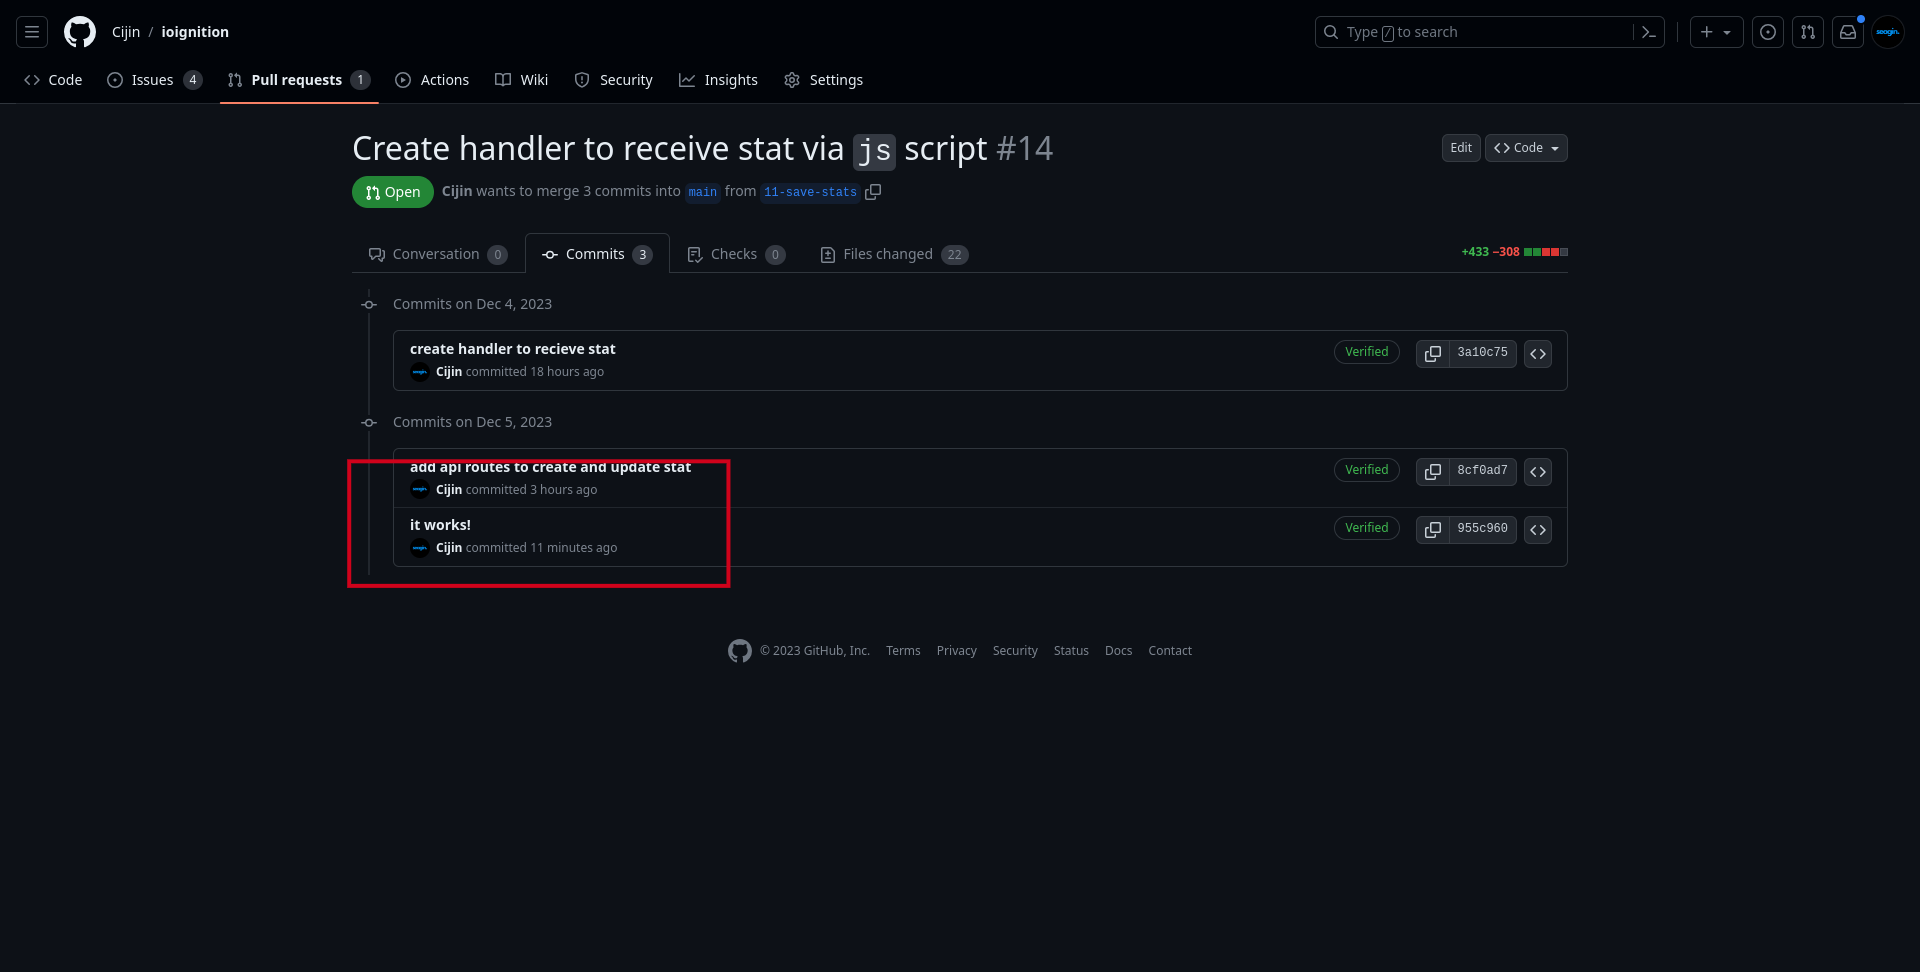 Cijin / ioignition
Type / to search
seogin.
Code Issues 4 Pull requests 1 Actions Wiki Security Insights Settings
Create handler to receive stat via js script #14
Edit Code
Open Cijin wants to merge 3 commits into main from 11-save-stats
Conversation 0 Commits 3 Checks 0 Files changed 22 +433 −308
Commits on Dec 4, 2023
create handler to recieve stat
Verified 3a10c75
Cijin committed 18 hours ago
Commits on Dec 5, 2023
add api routes to create and update stat
Verified 8cf0ad7
Cijin committed 3 hours ago
it works!
Verified 955c960
Cijin committed 11 minutes ago
© 2023 GitHub, Inc. Terms Privacy Security Status Docs Contact